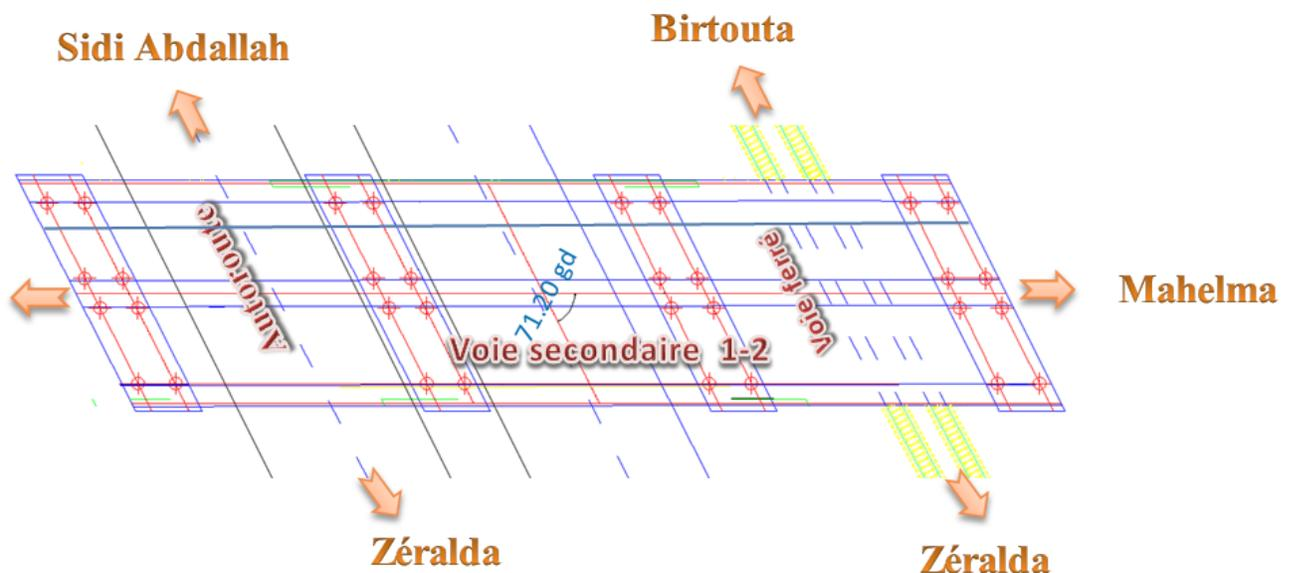 Birtouta
Sidi Abdallah
Autoroute
Voie ferré
71.20 gd
Mahelma
Voie secondaire 1-2
Zéralda
Zéralda